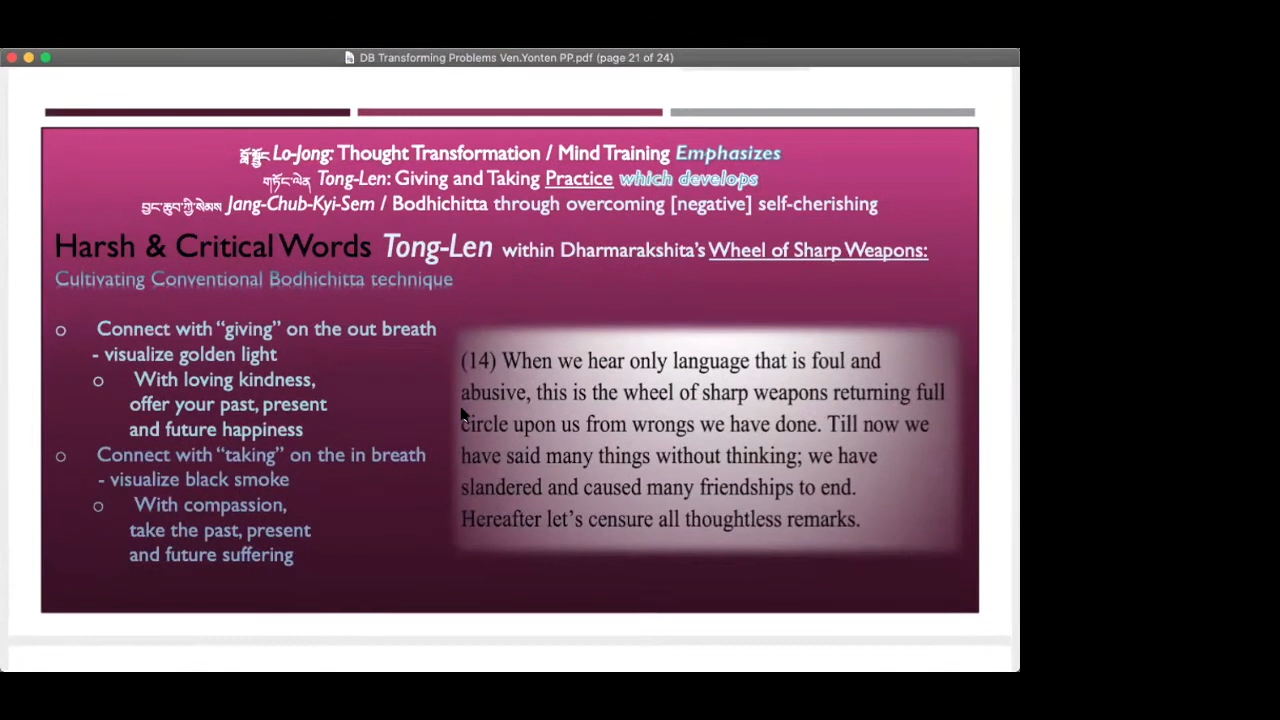 DB Transforming Problems Ven.Yonten PP.pdf (page 21 of 24)
བློ་སྦྱོང Lo-Jong: Thought Transformation / Mind Training Emphasizes
གཏོང་ལེན Tong-Len: Giving and Taking Practice which develops
བྱང་ཆུབ་ཀྱི་སེམས Jang-Chub-Kyi-Sem / Bodhichitta through overcoming [negative] self-cherishing
Harsh & Critical Words Tong-Len within Dharmarakshita's Wheel of Sharp Weapons:
Cultivating Conventional Bodhichitta technique
o Connect with "giving" on the out breath
- visualize golden light
o With loving kindness,
offer your past, present
and future happiness
o Connect with "taking" on the in breath
- visualize black smoke
o With compassion,
take the past, present
and future suffering
(14) When we hear only language that is foul and
abusive, this is the wheel of sharp weapons returning full
circle upon us from wrongs we have done. Till now we
have said many things without thinking; we have
slandered and caused many friendships to end.
Hereafter let's censure all thoughtless remarks.